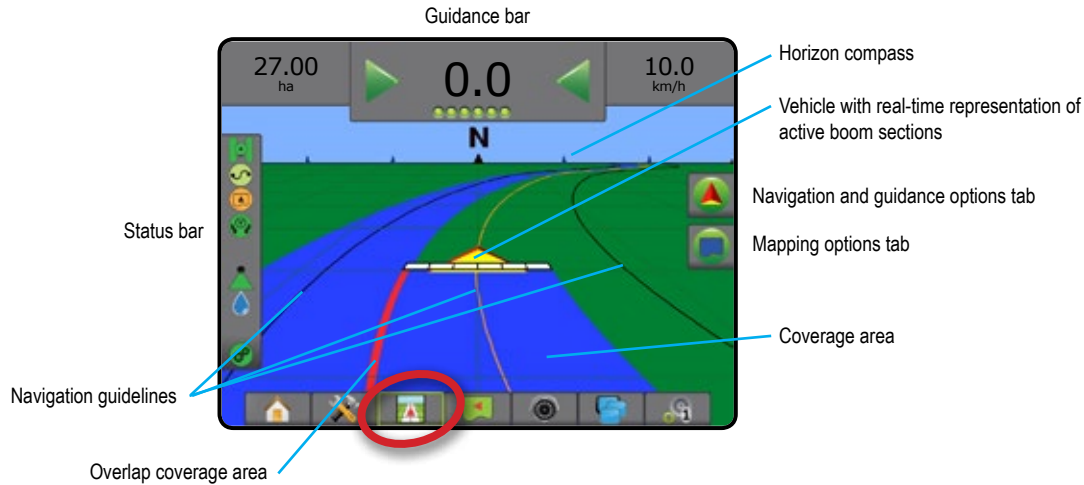 Guidance bar
27.00
ha
0.0
10.0
km/h
N
Horizon compass
Vehicle with real-time representation of
active boom sections
Navigation and guidance options tab
Mapping options tab
Status bar
Coverage area
Navigation guidelines
1
Overlap coverage area